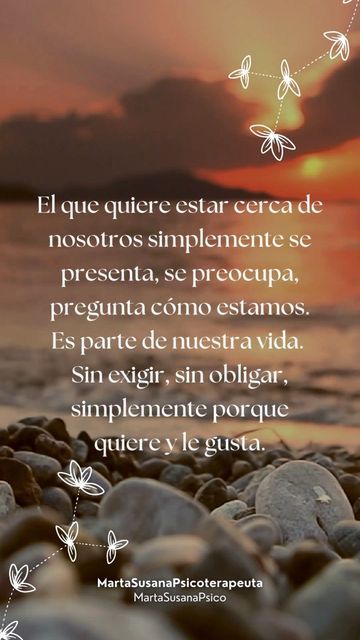 El que quiere estar cerca de
nosotros simplemente se
presenta, se preocupa,
pregunta cómo estamos.
Es parte de nuestra vida.
Sin exigir, sin obligar,
simplemente porque
quiere y le gusta.
MartaSusanaPsicoterapeuta
MartaSusanaPsico